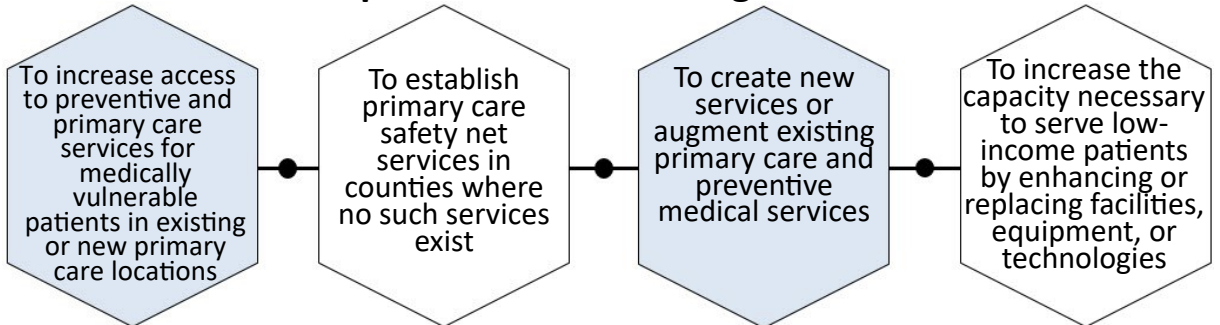 To increase access
to preventive and
primary care
services for
medically
vulnerable
patients in existing
or new primary
care locations
To establish
primary care
safety net
services in
counties where
no such services
exist
To create new
services or
augment existing
primary care and
preventive
medical services
To increase the
capacity necessary
to serve low-
income patients
by enhancing or
replacing facilities,
equipment, or
technologies